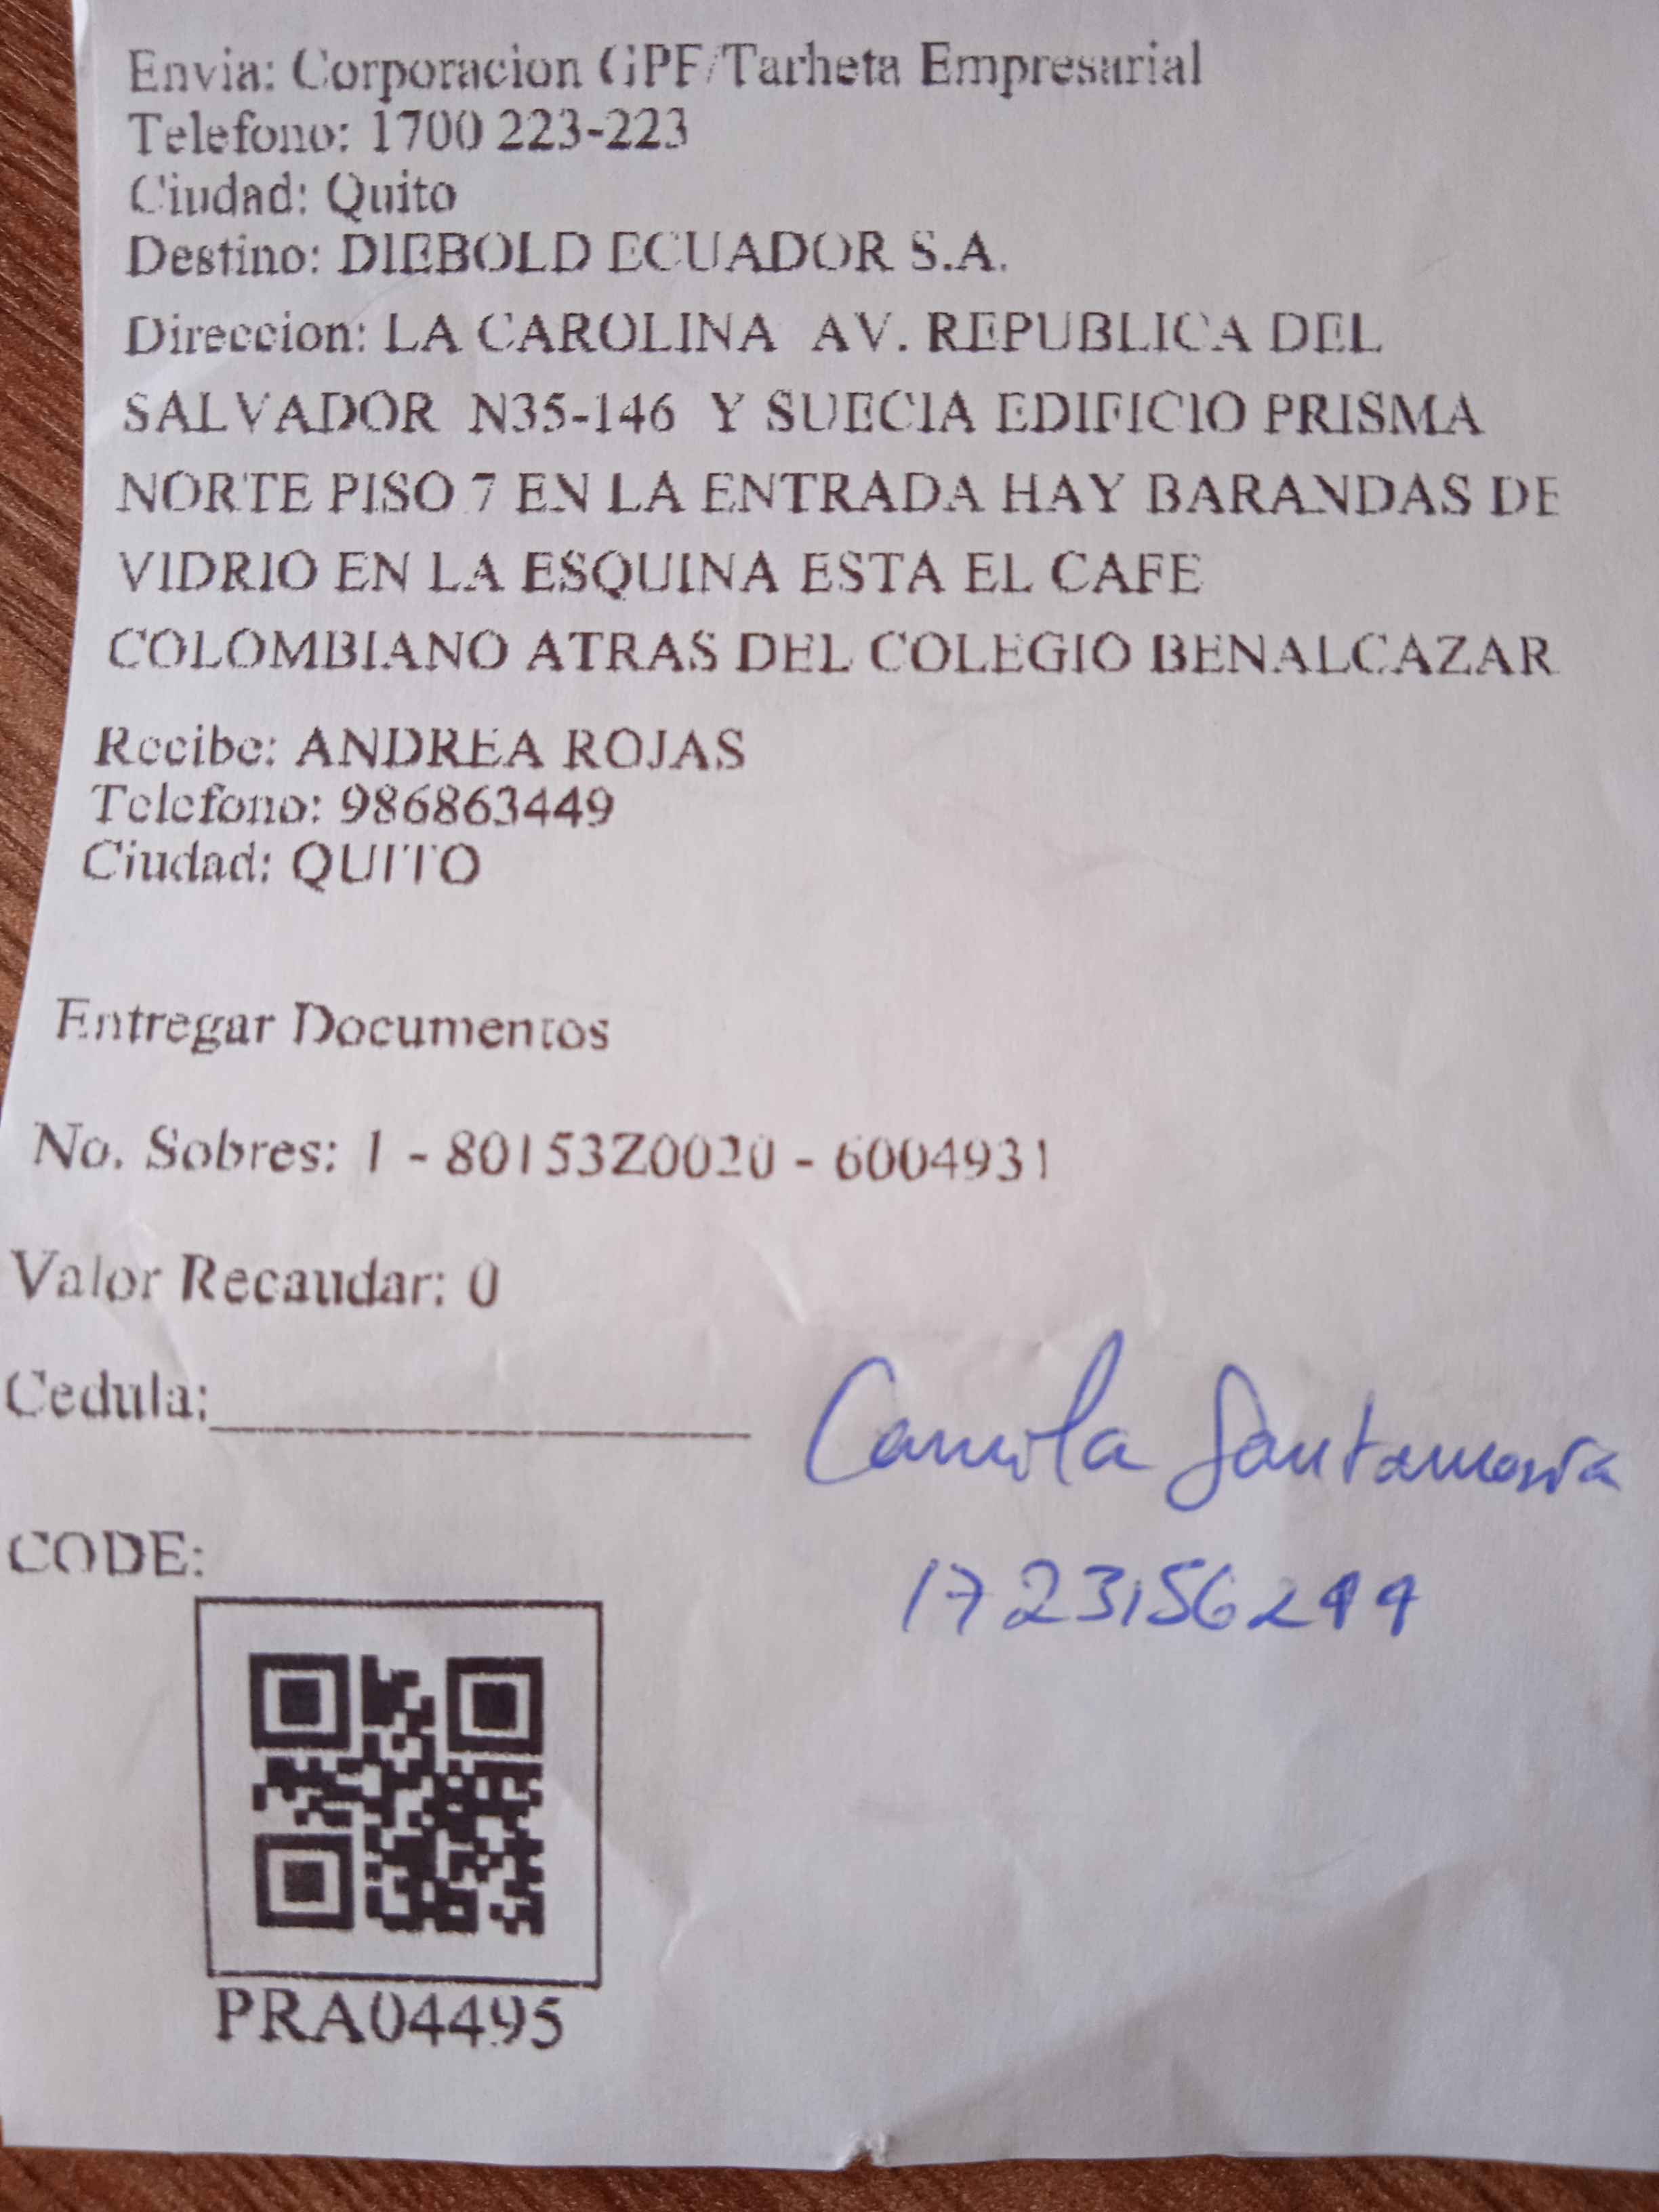 Envia: Corporacion GPF/Tarheta Empresarial
Telefono: 1700 223-223
Ciudad: Quito
Destino: DIEBOLD ECUADOR S.A.
Direccion: LA CAROLINA AV. REPUBLICA DEL
SALVADOR N35-146 Y SUECIA EDIFICIO PRISMA
NORTE PISO 7 EN LA ENTRADA HAY BARANDAS DE
VIDRIO EN LA ESQUINA ESTA EL CAFE
COLOMBIANO ATRAS DEL COLEGIO BENALCAZAR
Recibe: ANDREA ROJAS
Telefono: 986863449
Ciudad: QUITO
Entregar Documentos
No. Sobres: 1 - 80153Z0020 - 6004931
Valor Recaudar: 0
Cedula:
Camila Santamaria
CODE:
PRA04495